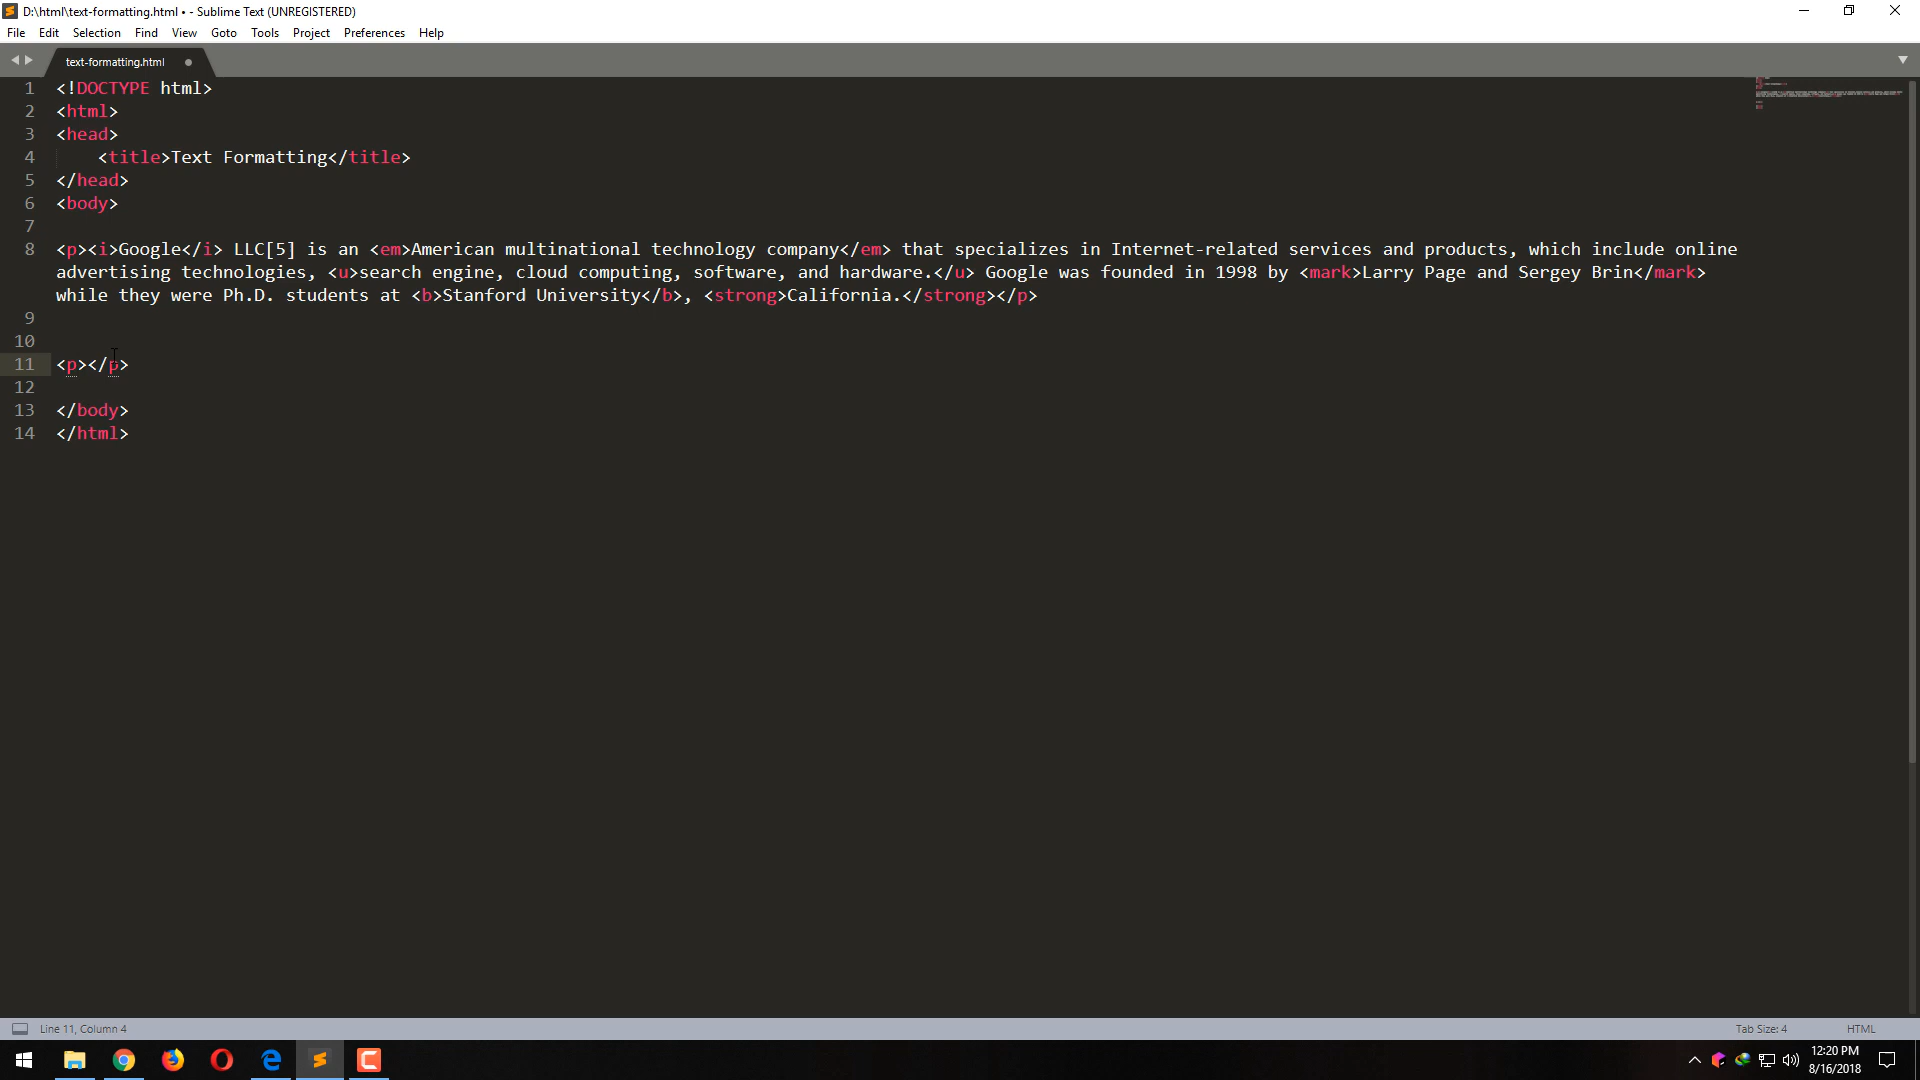 D:\html\text-formatting.html • - Sublime Text (UNREGISTERED)
File Edit Selection Find View Goto Tools Project Preferences Help
text-formatting.html
1 <!DOCTYPE html>
2 <html>
3 <head>
4 <title>Text Formatting</title>
5 </head>
6 <body>
7
8 <p><i>Google</i> LLC[5] is an <em>American multinational technology company</em> that specializes in Internet-related services and products, which include online
advertising technologies, <u>search engine, cloud computing, software, and hardware.</u> Google was founded in 1998 by <mark>Larry Page and Sergey Brin</mark>
while they were Ph.D. students at <b>Stanford University</b>, <strong>California.</strong></p>
9
10
11 <p></p>
12
13 </body>
14 </html>
Line 11, Column 4 Tab Size: 4 HTML
12:20 PM
8/16/2018